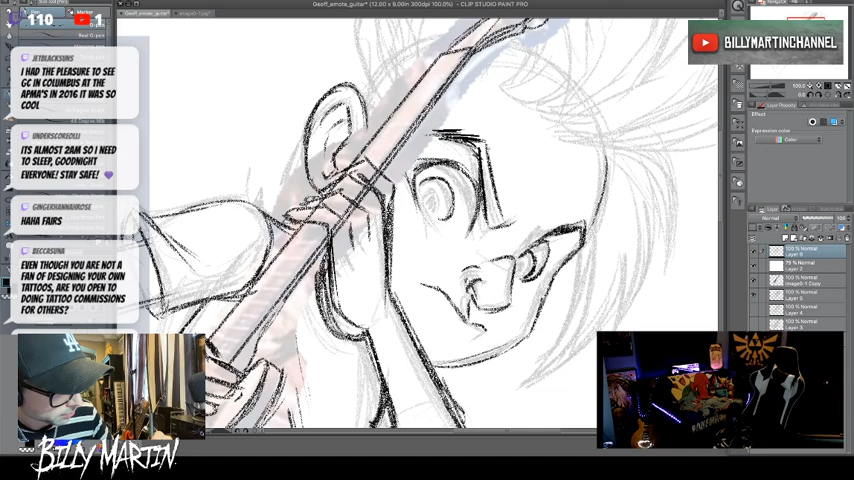 Geoff_emote_guitar* (12.00 x 9.00in 300dpi 100.0%) - CLIP STUDIO PAINT PRO
110
1
BILLYMARTINCHANNEL
JETBLACKSUNS
I HAD THE PLEASURE TO SEE
GC IN COLUMBUS AT THE
APMA'S IN 2016 IT WAS SO
COOL
UNDERSCOREOLLI
ITS ALMOST 2AM SO I NEED
TO SLEEP, GOODNIGHT
EVERYONE! STAY SAFE!
GINGERHANNAHROSE
HAHA FAIRS
BECCASUNA
EVEN THOUGH YOU ARE NOT A
FAN OF DESIGNING YOUR OWN
TATTOOS, ARE YOU OPEN TO
DOING TATTOO COMMISSIONS
FOR OTHERS?
Layer Property
Effect
Expression color
Color
Layer
Normal
100 % Normal
79 % Normal
Layer 2
100 % Normal
image0-1 Copy
100 % Normal
Layer 5
100 % Normal
Layer 4
100 % Normal
BILLY MARTIN